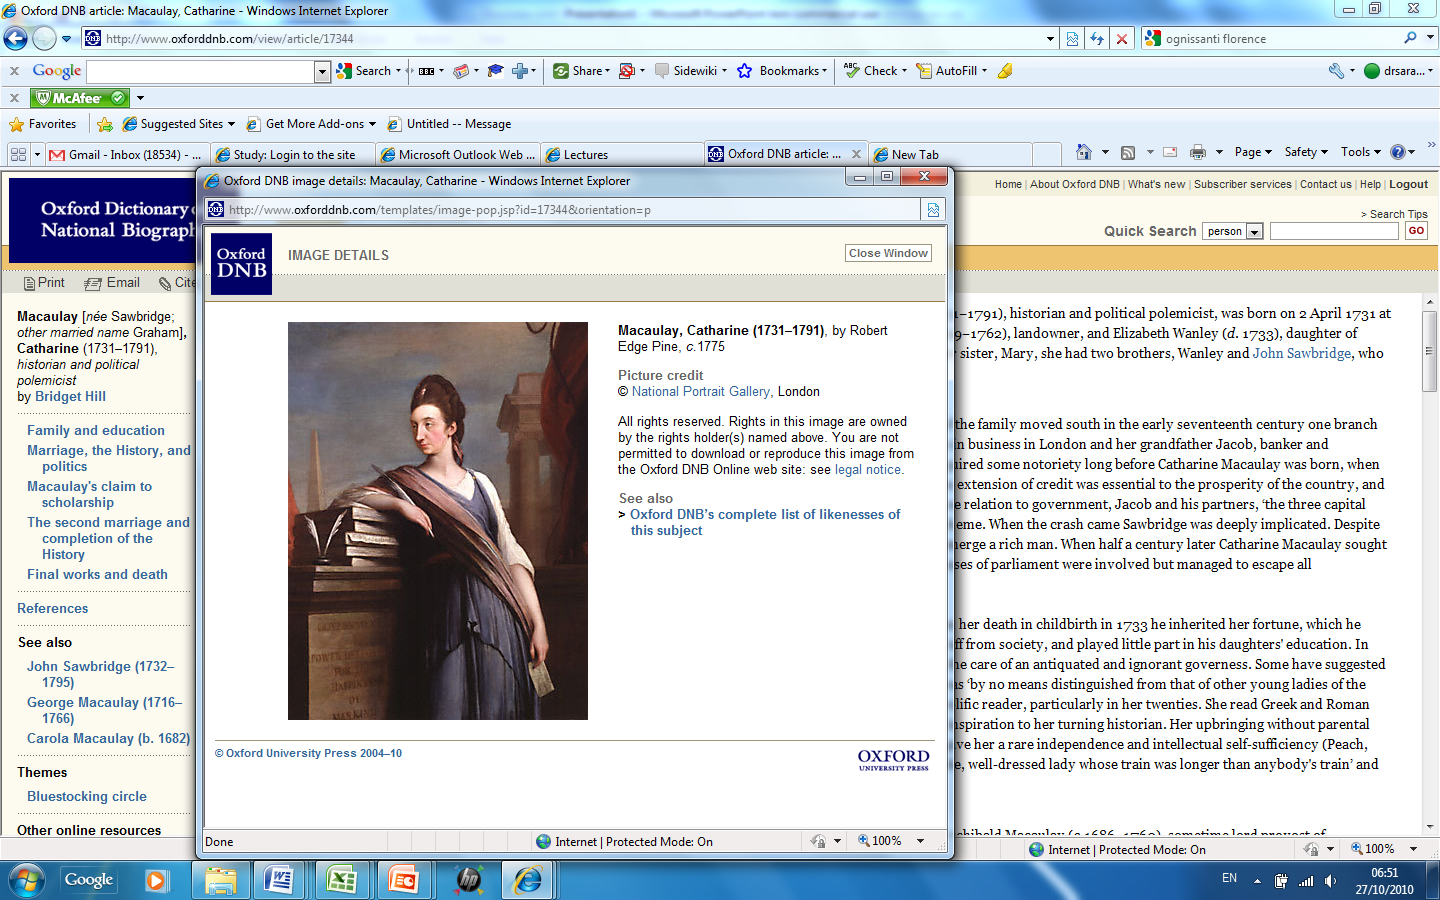 Oxford DNB article: Macaulay, Catharine - Windows Internet Explorer
http://www.oxforddnb.com/view/article/17344
ognissanti florence
x Google Search BBC Share Sidewiki Bookmarks Check AutoFill drsara...
x McAfee
Favorites Suggested Sites Get More Add-ons Untitled -- Message
Gmail - Inbox (18534) - ... Study: Login to the site Microsoft Outlook Web ... Lectures Oxford DNB article: ... x New Tab Page Safety Tools
Oxford Dictionary o
National Biograp
Home | About Oxford DNB | What's new | Subscriber services | Contact us | Help | Logout
> Search Tips
Quick Search person GO
Print Email Cite
Macaulay [née Sawbridge;
other married name Graham],
Catharine (1731–1791),
historian and political
polemicist
by Bridget Hill
Family and education
Marriage, the History, and
politics
Macaulay's claim to
scholarship
The second marriage and
completion of the
History
Final works and death
References
See also
John Sawbridge (1732–
1795)
George Macaulay (1716–
1766)
Carola Macaulay (b. 1682)
Themes
Bluestocking circle
Other online resources
Oxford DNB image details: Macaulay, Catharine - Windows Internet Explorer
http://www.oxforddnb.com/templates/image-pop.jsp?id=17344&orientation=p
Oxford
DNB
IMAGE DETAILS
Close Window
Macaulay, Catharine (1731–1791), by Robert
Edge Pine, c.1775
Picture credit
© National Portrait Gallery, London
All rights reserved. Rights in this image are owned
by the rights holder(s) named above. You are not
permitted to download or reproduce this image from
the Oxford DNB Online web site: see legal notice.
See also
> Oxford DNB's complete list of likenesses of
this subject
© Oxford University Press 2004–10
OXFORD
UNIVERSITY PRESS
Done Internet | Protected Mode: On 100%
–1791), historian and political polemicist, was born on 2 April 1731 at
9–1762), landowner, and Elizabeth Wanley (d. 1733), daughter of
sister, Mary, she had two brothers, Wanley and John Sawbridge, who
the family moved south in the early seventeenth century one branch
n business in London and her grandfather Jacob, banker and
uired some notoriety long before Catharine Macaulay was born, when
extension of credit was essential to the prosperity of the country, and
e relation to government, Jacob and his partners, ‘the three capital
eme. When the crash came Sawbridge was deeply implicated. Despite
merge a rich man. When half a century later Catharine Macaulay sought
ses of parliament were involved but managed to escape all
her death in childbirth in 1733 he inherited her fortune, which he
ff from society, and played little part in his daughters' education. In
he care of an antiquated and ignorant governess. Some have suggested
as ‘by no means distinguished from that of other young ladies of the
lific reader, particularly in her twenties. She read Greek and Roman
nspiration to her turning historian. Her upbringing without parental
ve her a rare independence and intellectual self-sufficiency (Peach,
e, well-dressed lady whose train was longer than anybody's train’ and
Internet | Protected Mode: On 100%
Google EN 06:51
27/10/2010